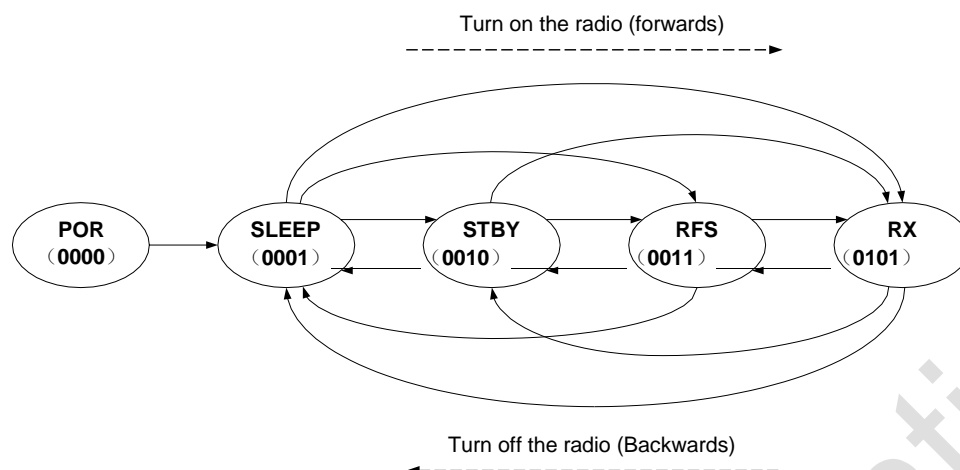 Turn on the radio (forwards)
POR
（0000）
SLEEP
（0001）
STBY
（0010）
RFS
（0011）
RX
（0101）
Turn off the radio (Backwards)